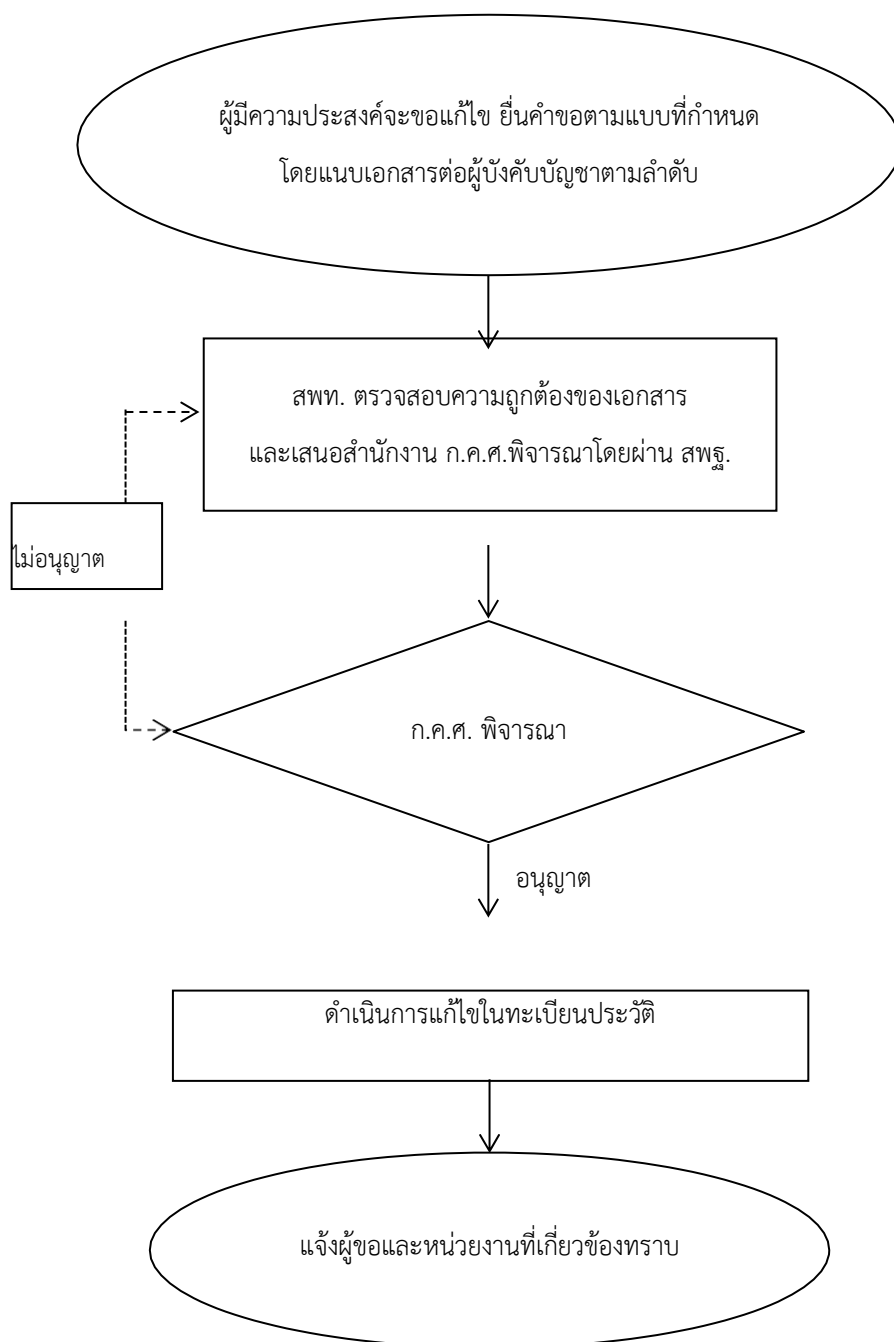 ผู้มีความประสงค์จะขอแก้ไข ยื่นคำขอตามแบบที่กำหนด
โดยแนบเอกสารต่อผู้บังคับบัญชาตามลำดับ
สพท. ตรวจสอบความถูกต้องของเอกสาร
และเสนอสำนักงาน ก.ค.ศ.พิจารณาโดยผ่าน สพฐ.
ไม่อนุญาต
ก.ค.ศ. พิจารณา
อนุญาต
ดำเนินการแก้ไขในทะเบียนประวัติ
แจ้งผู้ขอและหน่วยงานที่เกี่ยวข้องทราบ